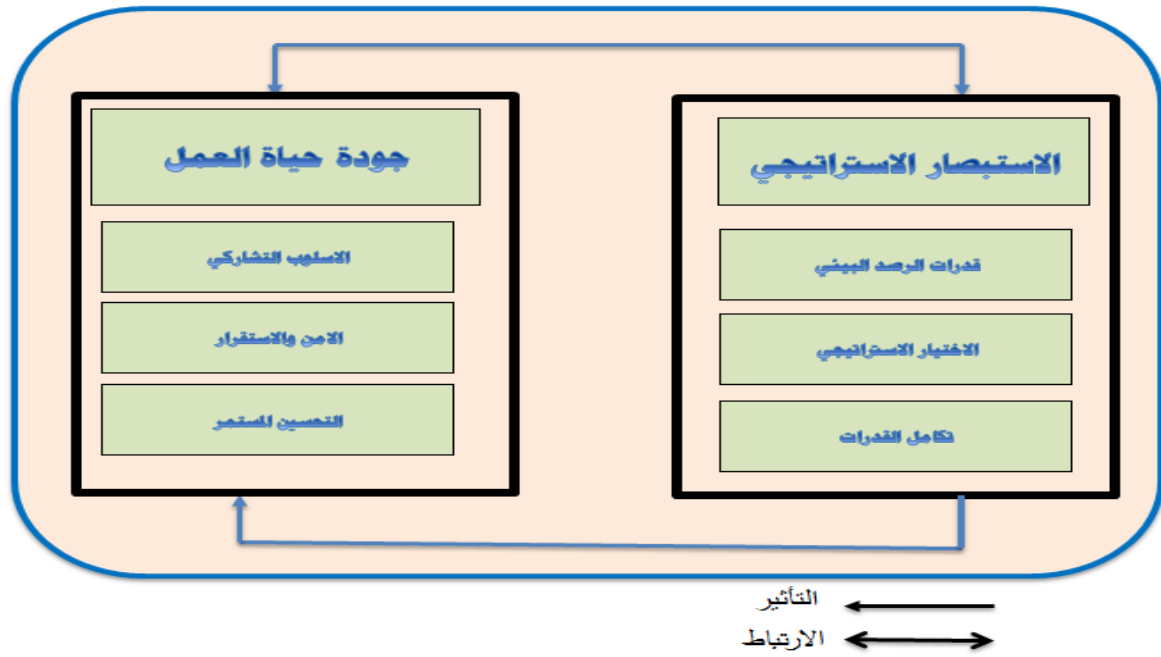 الاستبصار الاستراتيجي
قدرات الرصد البيئي
الاختيار الاستراتيجي
تكامل القدرات
جودة حياة العمل
الاسلوب التشاركي
الامن والاستقرار
التحسين المستمر
التأثير
الارتباط